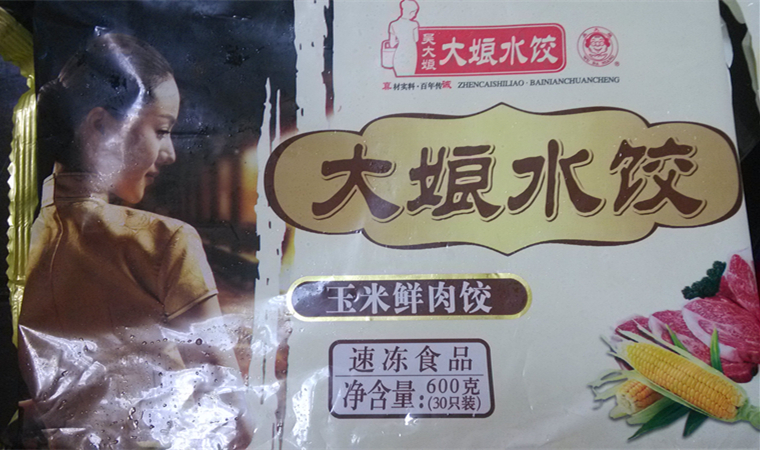 吴大娘
大娘水饺
真材实料·百年传诚 ZHENCAISHILIAO·BAINIANCHUANCHENG
大娘水饺
玉米鲜肉饺
速冻食品
净含量:600克
(30只装)